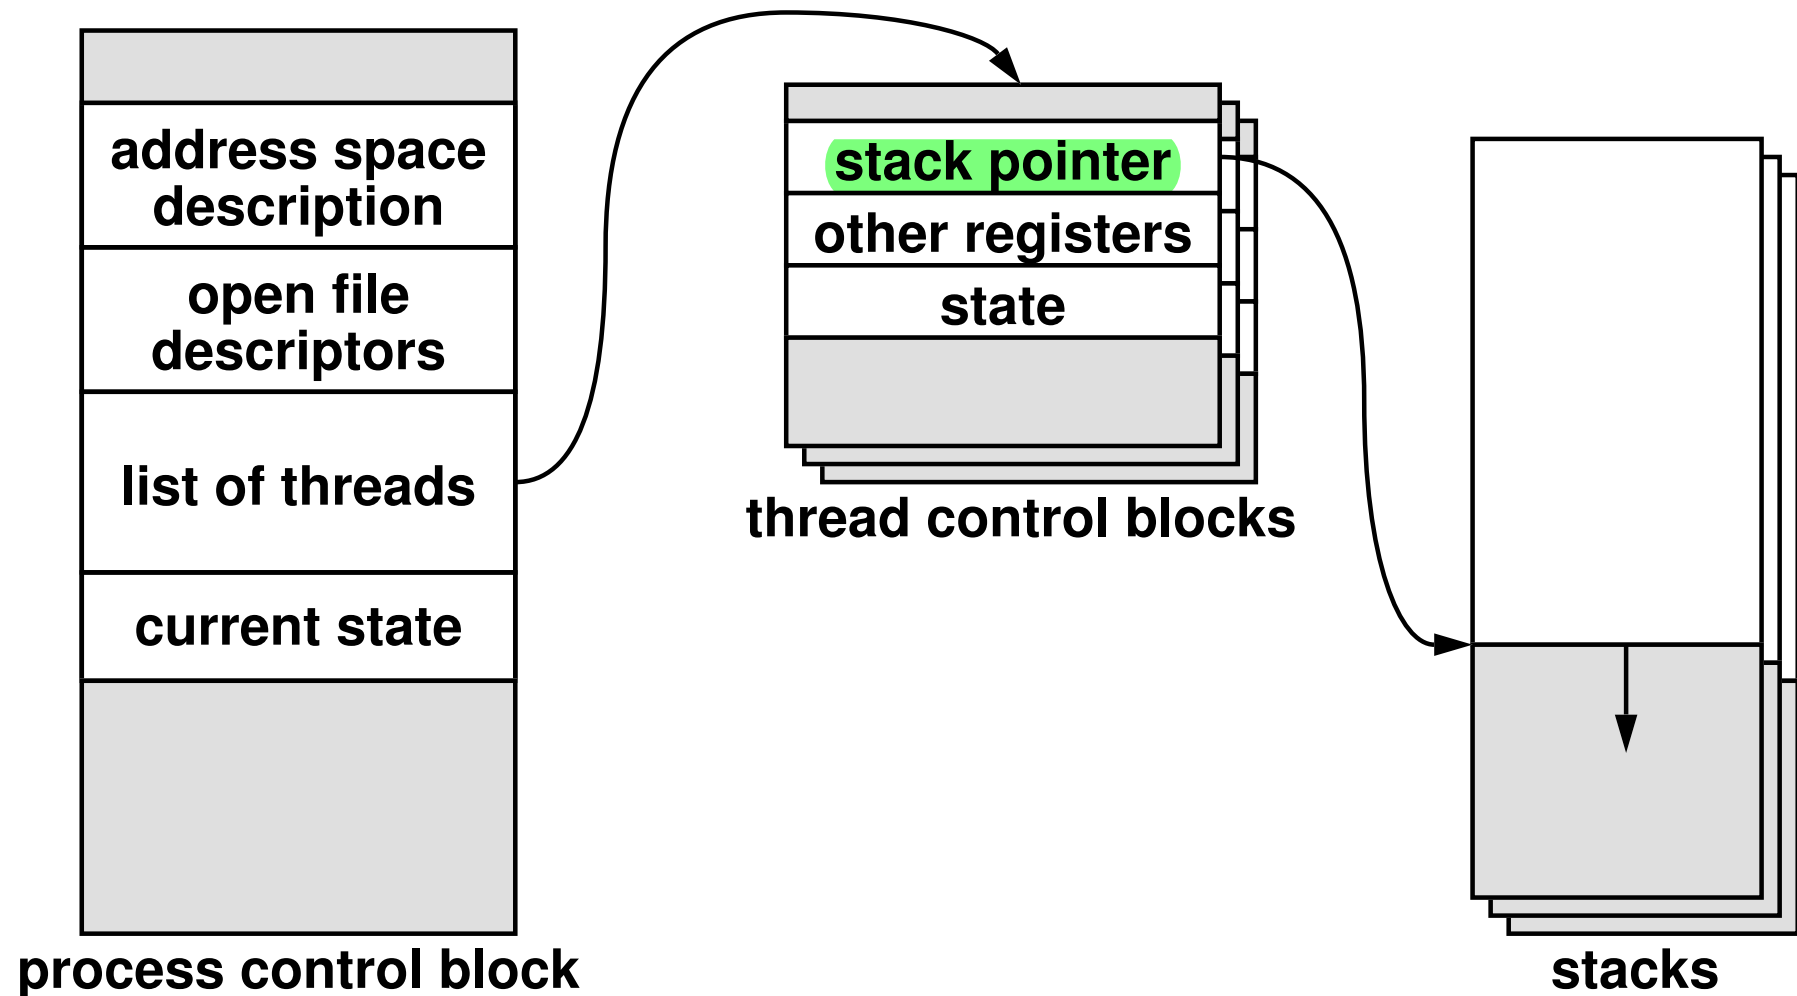 address space
description
open file
descriptors
list of threads
current state
process control block
stack pointer
other registers
state
thread control blocks
stacks